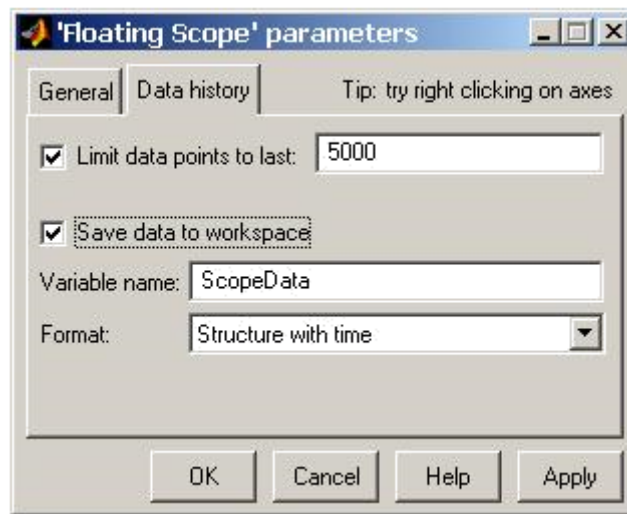 'Floating Scope' parameters
General Data history Tip: try right clicking on axes
Limit data points to last: 5000
Save data to workspace
Variable name: ScopeData
Format: Structure with time
OK Cancel Help Apply